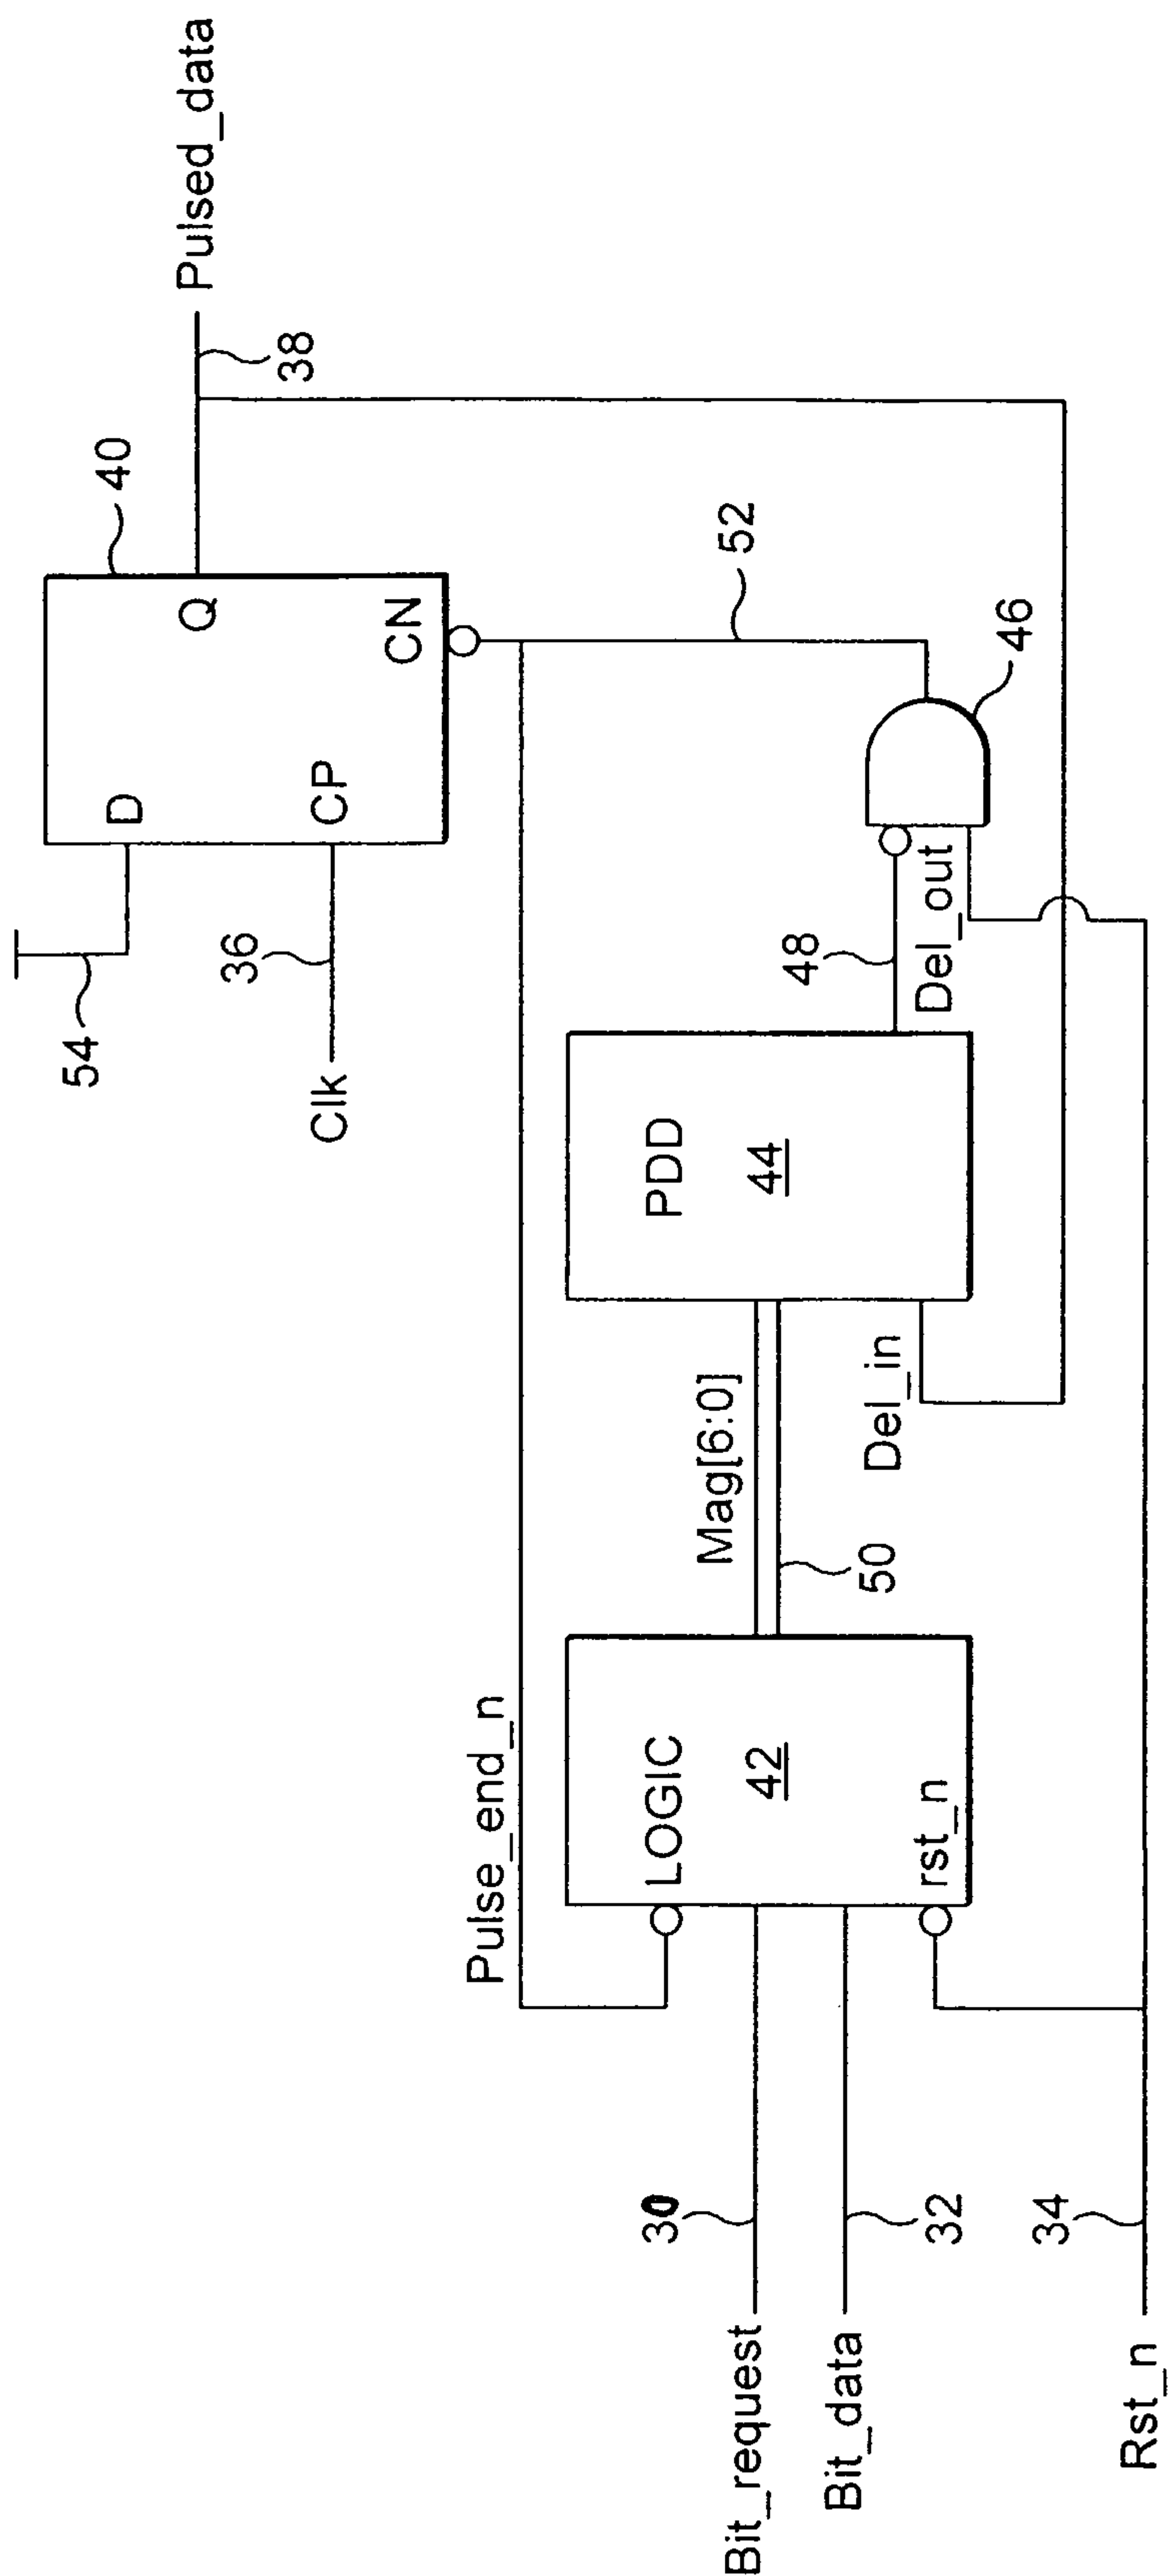 54
D
Q
40
Pulsed_data
38
36
Clk
CP
CN
Pulse_end_n
52
LOGIC
42
rst_n
Mag[6:0]
50
PDD
44
Del_in
48
Del_out
46
Bit_request
30
Bit_data
32
Rst_n
34